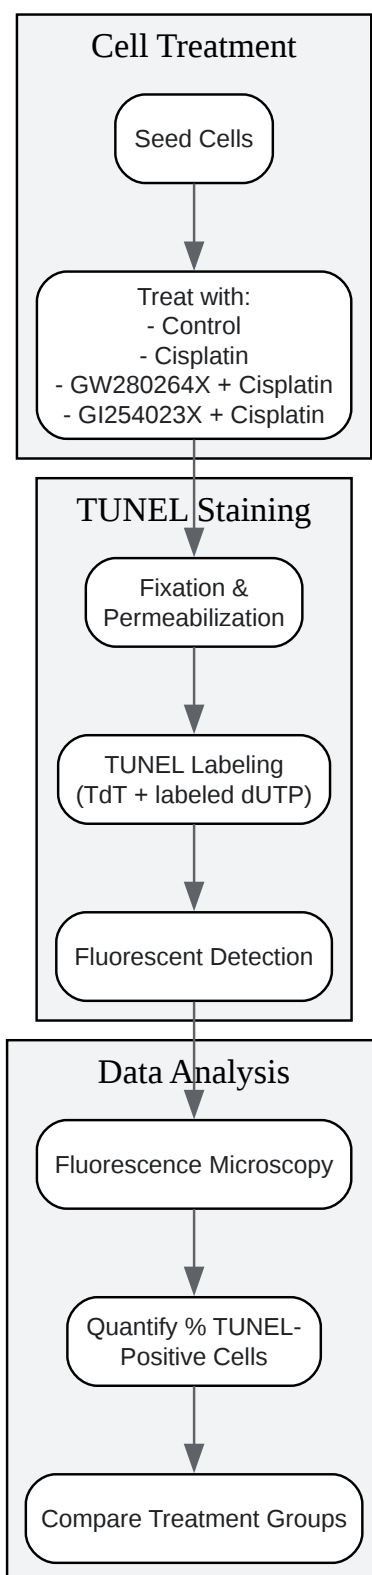 Cell Treatment
Seed Cells
Treat with:
- Control
- Cisplatin
- GW280264X + Cisplatin
- GI254023X + Cisplatin
TUNEL Staining
Fixation &
Permeabilization
TUNEL Labeling
(TdT + labeled dUTP)
Fluorescent Detection
Data Analysis
Fluorescence Microscopy
Quantify % TUNEL-
Positive Cells
Compare Treatment Groups